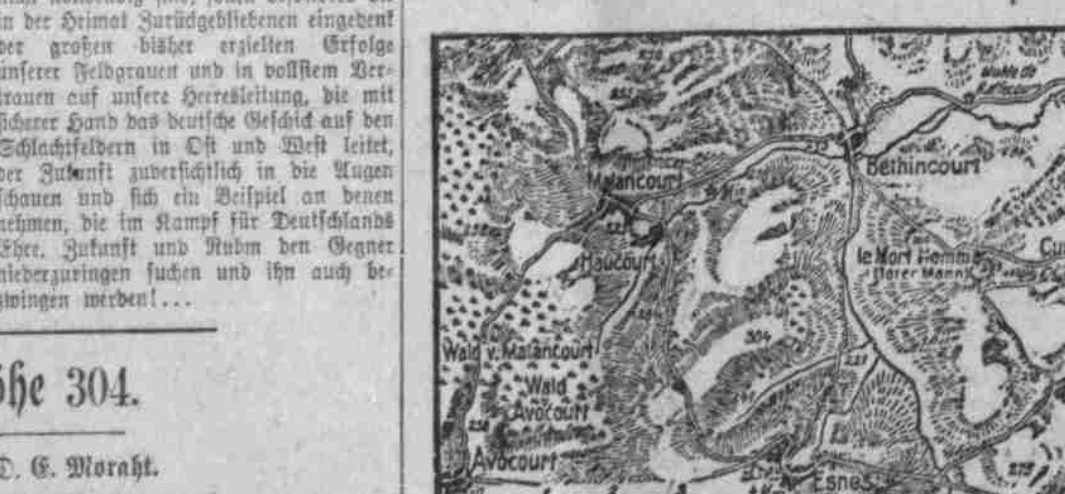 in der Heimat Zurückgebliebenen eingedenk
der großen bisher erzielten Erfolge
unserer Feldgrauen und in vollstem Ver-
trauen auf unsere Heeresleitung, die mit
sicherer Hand das deutsche Geschick auf den
Schlachtfeldern in Ost und West leitet,
der Zukunft zuversichtlich in die Augen
schauen und sich ein Beispiel an denen
nehmen, die im Kampf für Deutschlands
Ehre, Zukunft und Ruhm den Gegner
niederzuringen suchen und ihn auch be-
zwingen werden!...
öhe 304.
D. E. Moraht.
Bethincourt
Malancourt
Haucourt
le Mort Homme
(Toter Mann)
Cu
304
Wald v. Malancourt
Wald
Avocourt
Avocourt
Esnes
275